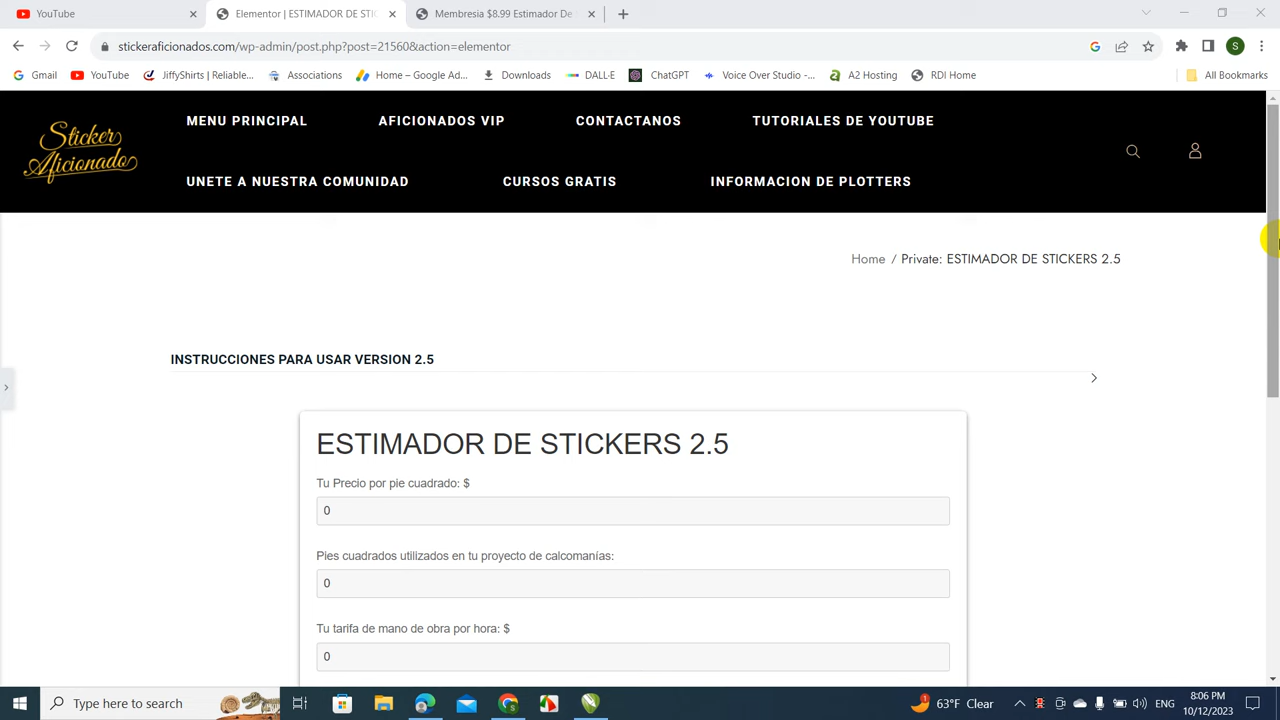 YouTube
Elementor | ESTIMADOR DE STIC
Membresia $8.99 Estimador De
stickeraficionados.com/wp-admin/post.php?post=21560&action=elementor
S
Gmail
YouTube
JiffyShirts | Reliable...
Associations
Home – Google Ad...
Downloads
DALL·E
ChatGPT
Voice Over Studio -...
A2 Hosting
RDI Home
All Bookmarks
Sticker
Aficionado
MENU PRINCIPAL
AFICIONADOS VIP
CONTACTANOS
TUTORIALES DE YOUTUBE
UNETE A NUESTRA COMUNIDAD
CURSOS GRATIS
INFORMACION DE PLOTTERS
Home / Private: ESTIMADOR DE STICKERS 2.5
INSTRUCCIONES PARA USAR VERSION 2.5
ESTIMADOR DE STICKERS 2.5
Tu Precio por pie cuadrado: $
0
Pies cuadrados utilizados en tu proyecto de calcomanías:
0
Tu tarifa de mano de obra por hora: $
0
Type here to search
63°F Clear
ENG
8:06 PM
10/12/2023